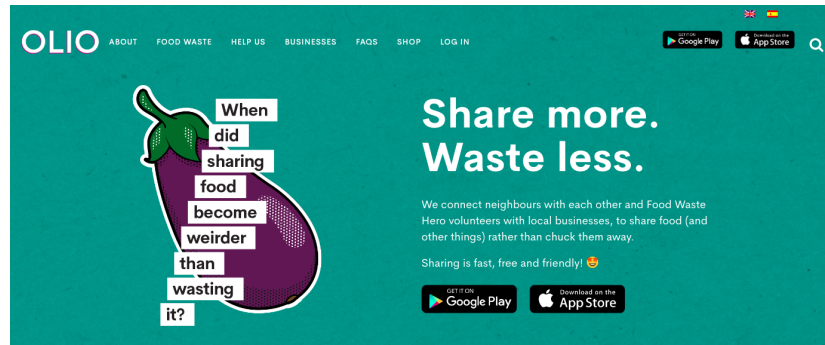 OLIO
ABOUT FOOD WASTE HELP US BUSINESSES FAQS SHOP LOG IN
GET IT ON
Google Play
Download on the
App Store
When
did
sharing
food
become
weirder
than
wasting
it?
Share more.
Waste less.
We connect neighbours with each other and Food Waste
Hero volunteers with local businesses, to share food (and
other things) rather than chuck them away.
Sharing is fast, free and friendly! 🤩
GET IT ON
Google Play
Download on the
App Store